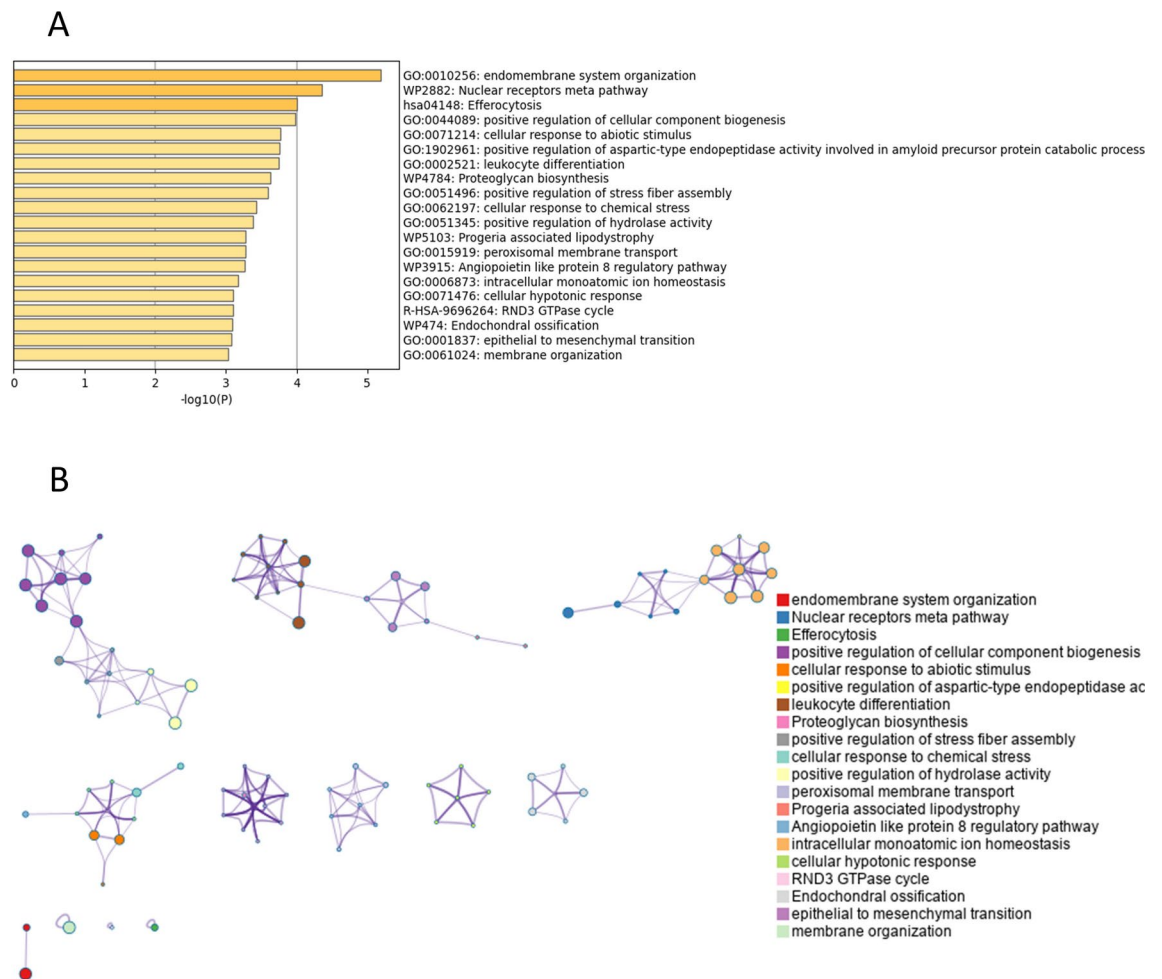 A
GO:0010256: endomembrane system organization
WP2882: Nuclear receptors meta pathway
hsa04148: Efferocytosis
GO:0044089: positive regulation of cellular component biogenesis
GO:0071214: cellular response to abiotic stimulus
GO:1902961: positive regulation of aspartic-type endopeptidase activity involved in amyloid precursor protein catabolic process
GO:0002521: leukocyte differentiation
WP4784: Proteoglycan biosynthesis
GO:0051496: positive regulation of stress fiber assembly
GO:0062197: cellular response to chemical stress
GO:0051345: positive regulation of hydrolase activity
WP5103: Progeria associated lipodystrophy
GO:0015919: peroxisomal membrane transport
WP3915: Angiopoietin like protein 8 regulatory pathway
GO:0006873: intracellular monoatomic ion homeostasis
GO:0071476: cellular hypotonic response
R-HSA-9696264: RND3 GTPase cycle
WP474: Endochondral ossification
GO:0001837: epithelial to mesenchymal transition
GO:0061024: membrane organization
0 1 2 3 4 5
-log10(P)
B
endomembrane system organization
Nuclear receptors meta pathway
Efferocytosis
positive regulation of cellular component biogenesis
cellular response to abiotic stimulus
positive regulation of aspartic-type endopeptidase ac
leukocyte differentiation
Proteoglycan biosynthesis
positive regulation of stress fiber assembly
cellular response to chemical stress
positive regulation of hydrolase activity
peroxisomal membrane transport
Progeria associated lipodystrophy
Angiopoietin like protein 8 regulatory pathway
intracellular monoatomic ion homeostasis
cellular hypotonic response
RND3 GTPase cycle
Endochondral ossification
epithelial to mesenchymal transition
membrane organization